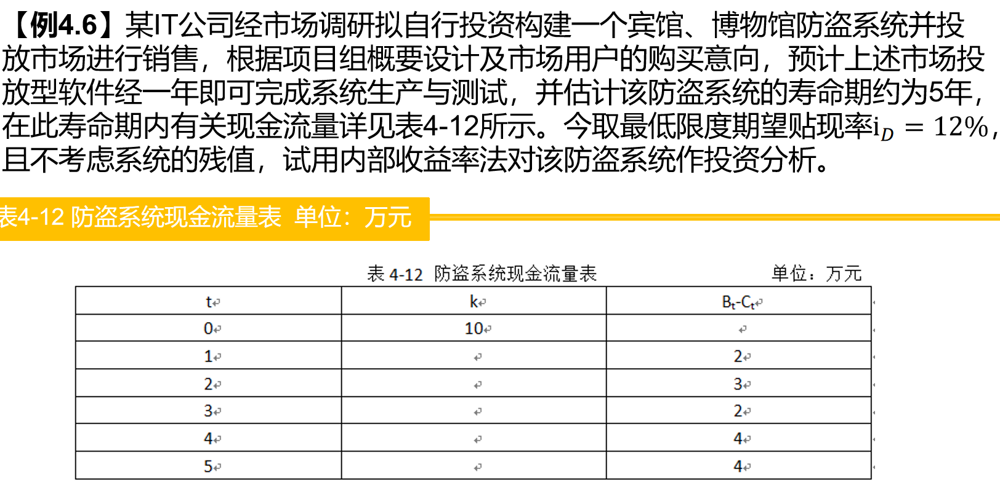 【例4.6】某IT公司经市场调研拟自行投资构建一个宾馆、博物馆防盗系统并投
放市场进行销售，根据项目组概要设计及市场用户的购买意向，预计上述市场投
放型软件经一年即可完成系统生产与测试，并估计该防盗系统的寿命期约为5年，
在此寿命期内有关现金流量详见表4-12所示。今取最低限度期望贴现率i_D = 12%，
且不考虑系统的残值，试用内部收益率法对该防盗系统作投资分析。
表4-12 防盗系统现金流量表 单位：万元
表 4-12 防盗系统现金流量表 单位：万元
t↵ k↵ Bt-Ct↵
0↵ 10↵ ↵
1↵ ↵ 2↵
2↵ ↵ 3↵
3↵ ↵ 2↵
4↵ ↵ 4↵
5↵ ↵ 4↵